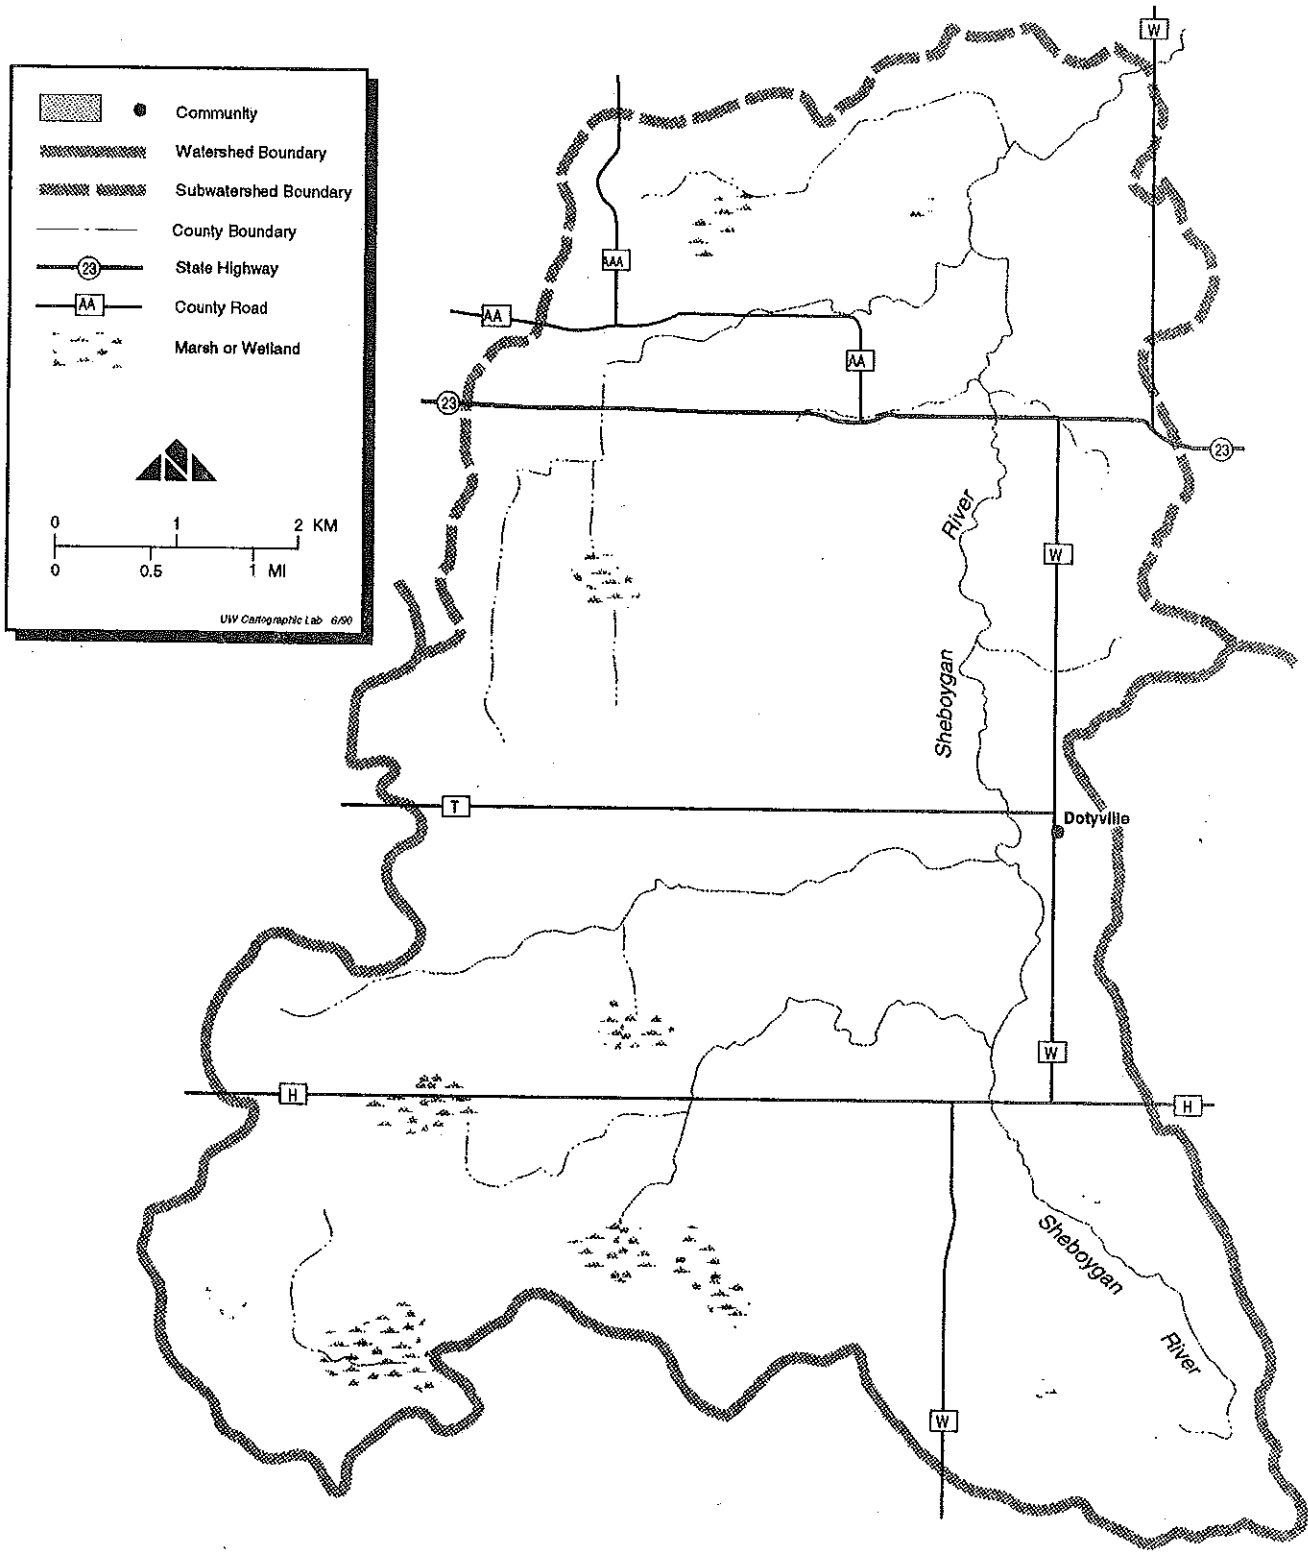 Community
Watershed Boundary
Subwatershed Boundary
County Boundary
23 State Highway
AA County Road
Marsh or Wetland
N
0 1 2 KM
0 0.5 1 MI
UW Cartographic Lab 6/90
W
AAA
AA
AA
23
23
River
W
Sheboygan
T
Dotyville
W
H
H
Sheboygan
River
W